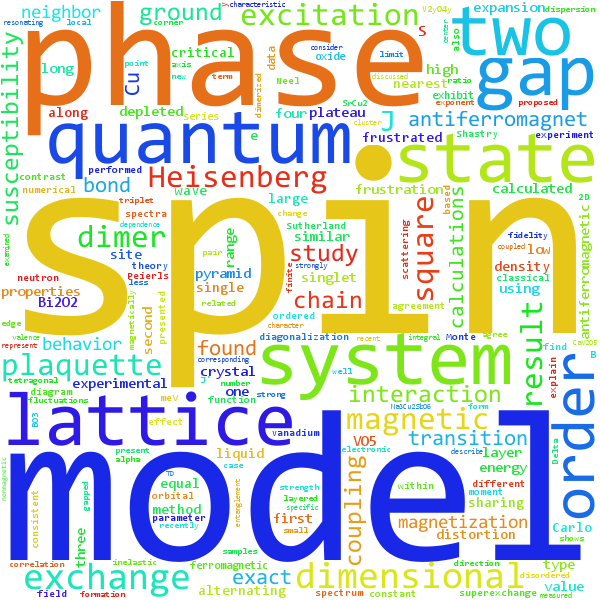 resonating
local
corner
characteristic
V2yO4y
center
expansion
dispersion
neighbor
ground
excitation
s
also
two
point
term
consider
limit
discussed
critical
data
ratio
phase
long
axis
nex
Neel
dimerized
Cu
oxide
high
exhibit
exponent
proposed
gap
along
depleted
four
plateau
SrCu2
nearest
series
cluster
antiferromagnet
susceptibility
e
J
frustrated
Shastry
experiment
quantum
contrast
performed
bond
Heisenberg
frustration
calculated
state
numerical
triplet
wave
change
spectra
large
based
dependence
Sutherland
2D
fidelity
coupled
spin
dimer
range
similar
scattering
low
classical
examined
site
study
square
calculations
antiferromagnetic
neutron
theory
pyramid
singlet
density
Peierls
less
pair
finite
strongly
CaV2O5
properties
single
chain
using
represent
magnetically
related
Bi2O2
second
presented
ordered
agreement
character
recent
integral
agree
Monte
edge
behavior
found
diagonalization
find
B
valence
corresponding
result
plaquette
crystal
system
order
tetragonal
experimental
one
number
J
well
interaction
Na3Cu2SbO6
form
diagram
function
strong
fluctuations
meV
vanadium
describe
explain
lattice
BO3
effect
magnetic
transition
VO5
electronic
Delta
nonmagnetic
present
alpha
gapped
TD
case
liquid
coupling
layer
energy
consistent
equal
orbital
entanglement
strength
layered
specific
within
different
moment
sharing
model
three
method
parameter
recently
first
small
magnetization
disordered
Carlo
shows
correlation
inelastic
samples
distortion
direction
type
exchange
ferromagnetic
exact
dimensional
value
field
formation
alternating
spectrum
constant
superexchange
measured